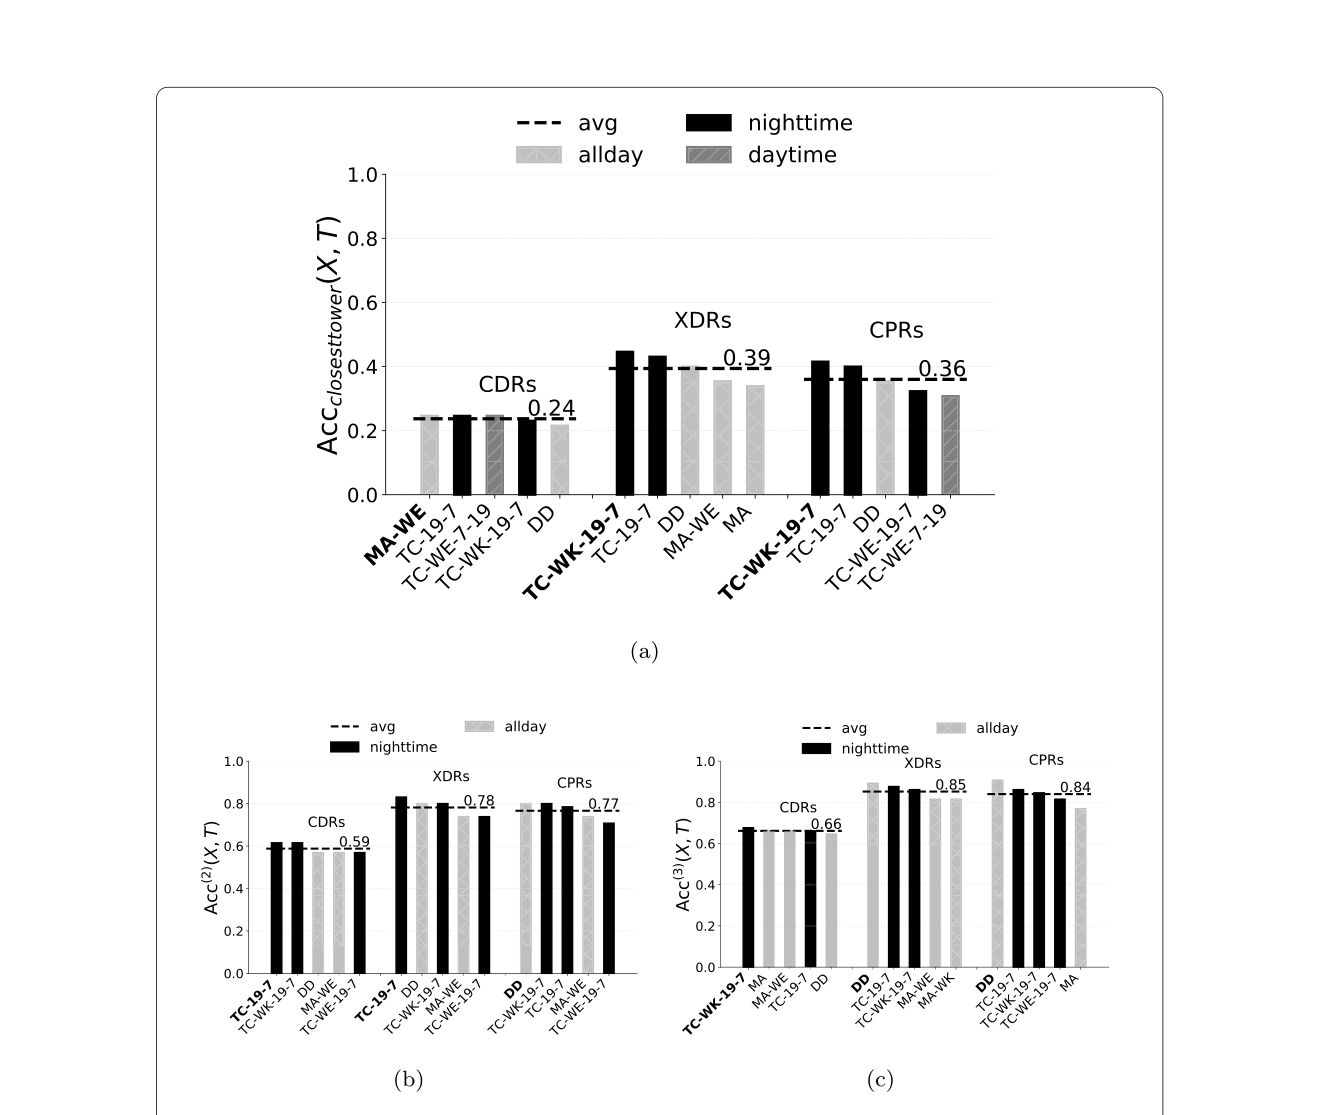 avg
nighttime
allday
daytime
Acc_closesttower(X, T)
1.0
0.8
0.6
0.4
0.2
0.0
CDRs
0.24
XDRs
0.39
CPRs
0.36
MA-WE
TC-19-7
TC-WE-7-19
TC-WK-19-7
DD
TC-WK-19-7
TC-19-7
DD
MA-WE
MA
TC-WK-19-7
TC-19-7
DD
TC-WE-19-7
TC-WE-7-19
(a)
avg
allday
nighttime
Acc^(2)(X, T)
1.0
0.8
0.6
0.4
0.2
0.0
CDRs
0.59
XDRs
0.78
CPRs
0.77
TC-19-7
TC-WK-19-7
DD
MA-WE
TC-WE-19-7
TC-19-7
DD
TC-WK-19-7
MA-WE
TC-WE-19-7
DD
TC-WK-19-7
TC-19-7
MA-WE
TC-WE-19-7
(b)
avg
allday
nighttime
Acc^(3)(X, T)
1.0
0.8
0.6
0.4
0.2
0.0
CDRs
0.66
XDRs
0.85
CPRs
0.84
TC-WK-19-7
MA
MA-WE
TC-19-7
DD
DD
TC-19-7
TC-WK-19-7
MA-WE
MA-WK
DD
TC-19-7
TC-WK-19-7
TC-WE-19-7
MA
(c)